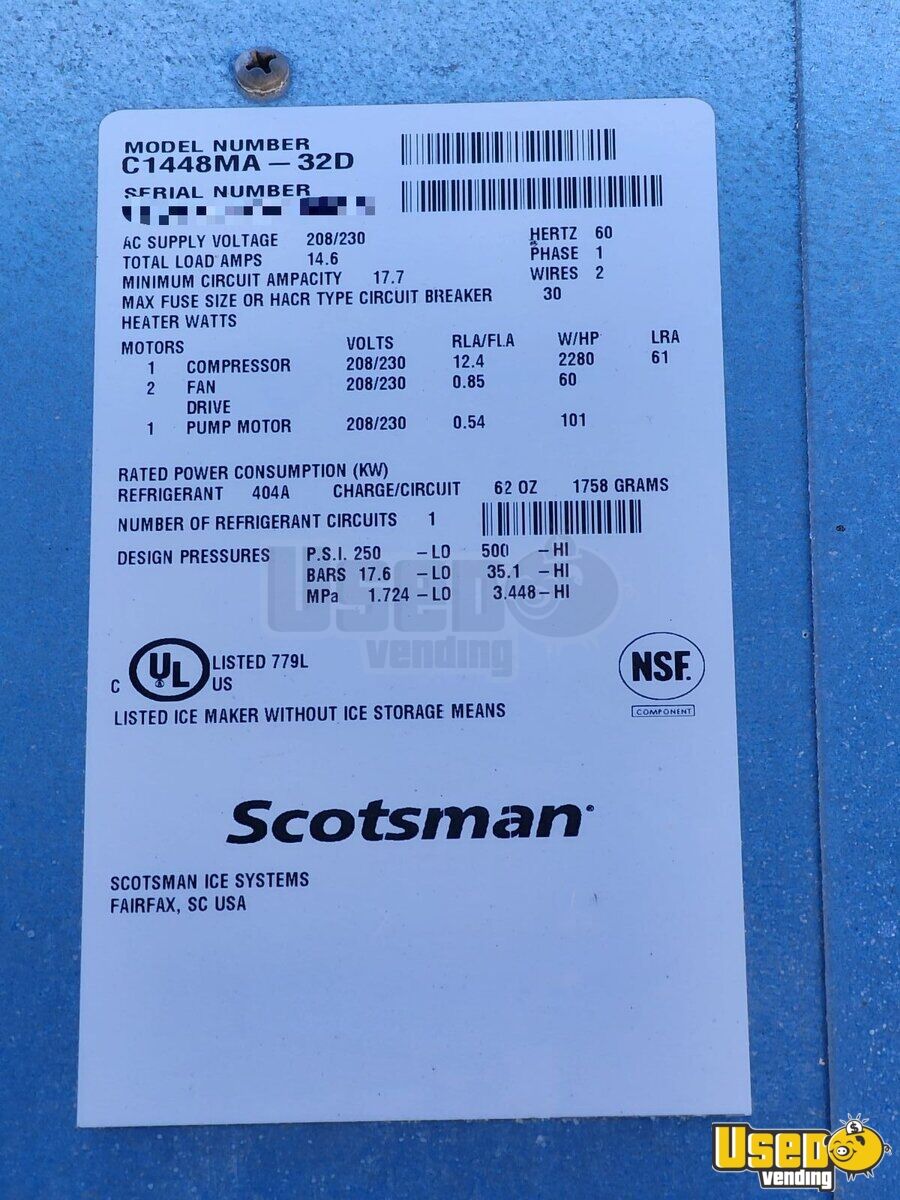 MODEL NUMBER
C1448MA - 32D
SERIAL NUMBER
AC SUPPLY VOLTAGE 208/230 HERTZ 60
TOTAL LOAD AMPS 14.6 PHASE 1
MINIMUM CIRCUIT AMPACITY 17.7 WIRES 2
MAX FUSE SIZE OR HACR TYPE CIRCUIT BREAKER 30
HEATER WATTS
MOTORS VOLTS RLA/FLA W/HP LRA
1 COMPRESSOR 208/230 12.4 2280 61
2 FAN 208/230 0.85 60
DRIVE
1 PUMP MOTOR 208/230 0.54 101
RATED POWER CONSUMPTION (KW)
REFRIGERANT 404A CHARGE/CIRCUIT 62 OZ 1758 GRAMS
NUMBER OF REFRIGERANT CIRCUITS 1
DESIGN PRESSURES P.S.I. 250 - LO 500 - HI
BARS 17.6 - LO 35.1 - HI
MPa 1.724 - LO 3.448 - HI
Used vending
C UL LISTED 779L
US
NSF.
COMPONENT
LISTED ICE MAKER WITHOUT ICE STORAGE MEANS
Scotsman
SCOTSMAN ICE SYSTEMS
FAIRFAX, SC USA
Used
vending